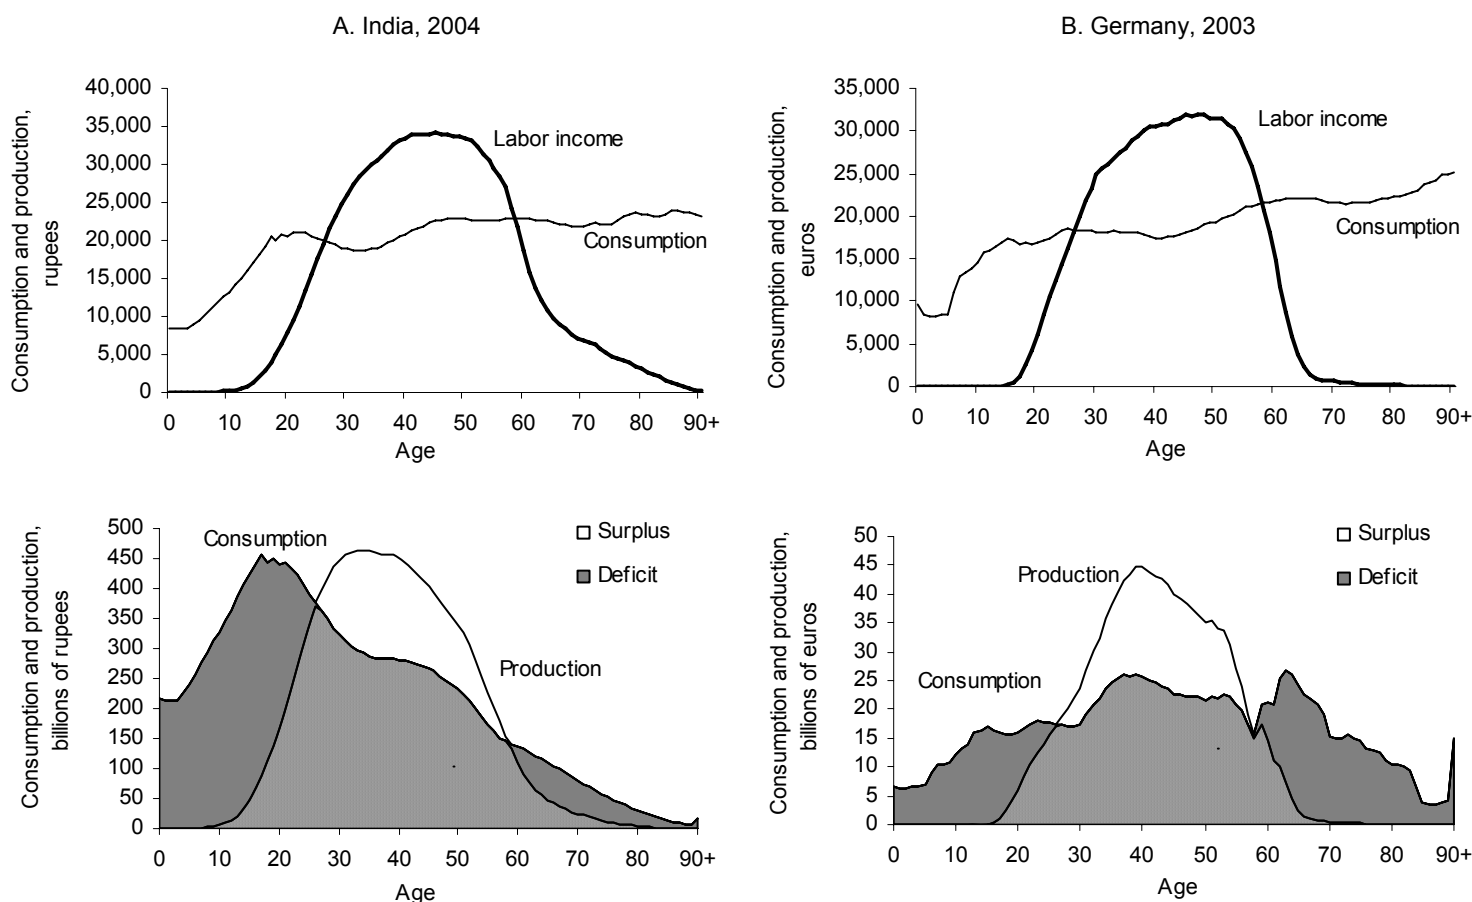 A. India, 2004
Consumption and production,
rupees
40,000
35,000
30,000
25,000
20,000
15,000
10,000
5,000
0
Labor income
Consumption
0 10 20 30 40 50 60 70 80 90+
Age
B. Germany, 2003
Consumption and production,
euros
35,000
30,000
25,000
20,000
15,000
10,000
5,000
0
Labor income
Consumption
0 10 20 30 40 50 60 70 80 90+
Age
Consumption and production,
billions of rupees
500
450
400
350
300
250
200
150
100
50
0
Consumption
Surplus
Deficit
Production
0 10 20 30 40 50 60 70 80 90+
Age
Consumption and production,
billions of euros
50
45
40
35
30
25
20
15
10
5
0
Surplus
Production
Deficit
Consumption
0 10 20 30 40 50 60 70 80 90+
Age